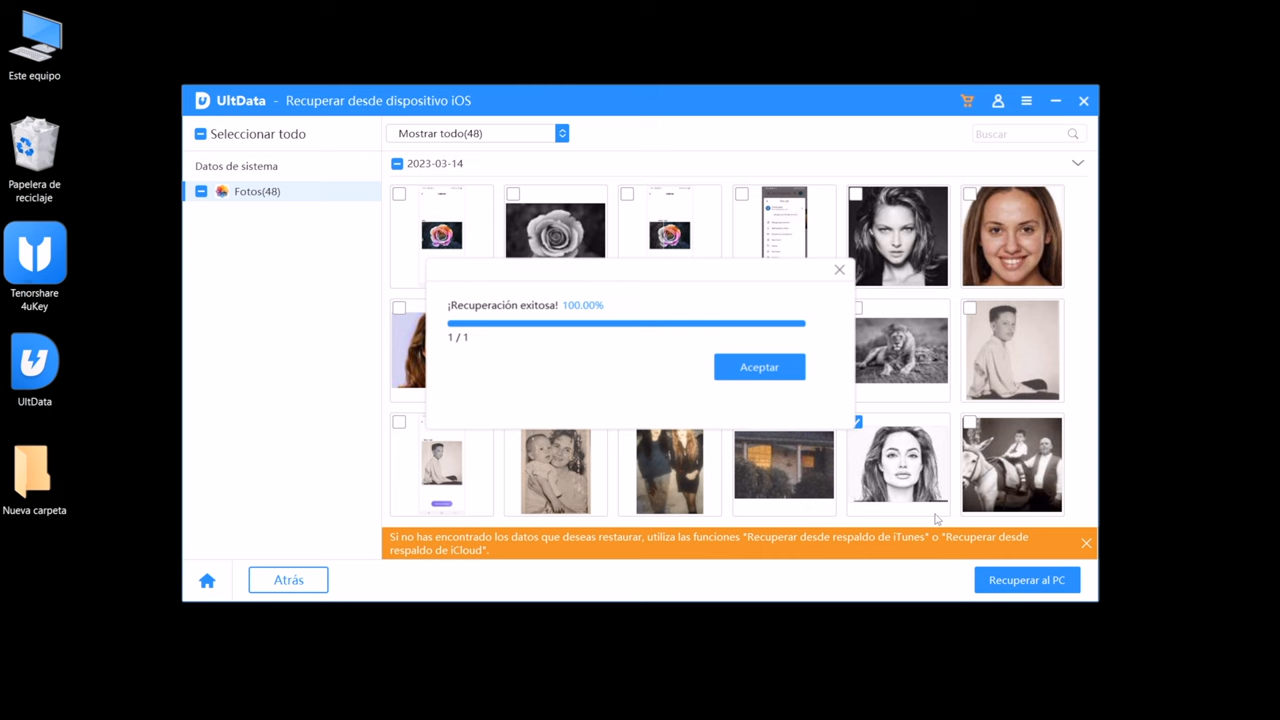 Este equipo
Papelera de
reciclaje
Tenorshare
4uKey
UltData
Nueva carpeta
UltData - Recuperar desde dispositivo iOS
Seleccionar todo
Mostrar todo(48)
Buscar
Datos de sistema
Fotos(48)
2023-03-14
¡Recuperación exitosa! 100.00%
1 / 1
Aceptar
Si no has encontrado los datos que deseas restaurar, utiliza las funciones "Recuperar desde respaldo de iTunes" o "Recuperar desde
respaldo de iCloud".
Atrás
Recuperar al PC